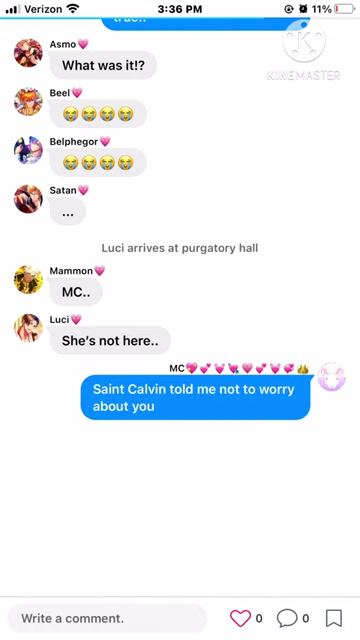 Verizon 3:36 PM 11%
true..
KINEMASTER
Asmo💗
What was it!?
Beel💗
😭😭😭😭
Belphegor💗
😭😭😭😭
Satan💗
...
Luci arrives at purgatory hall
Mammon💗
MC..
Luci💗
She's not here..
MC💖💕💓💘💗💕💓💞👑
Saint Calvin told me not to worry
about you
Write a comment. 0 0